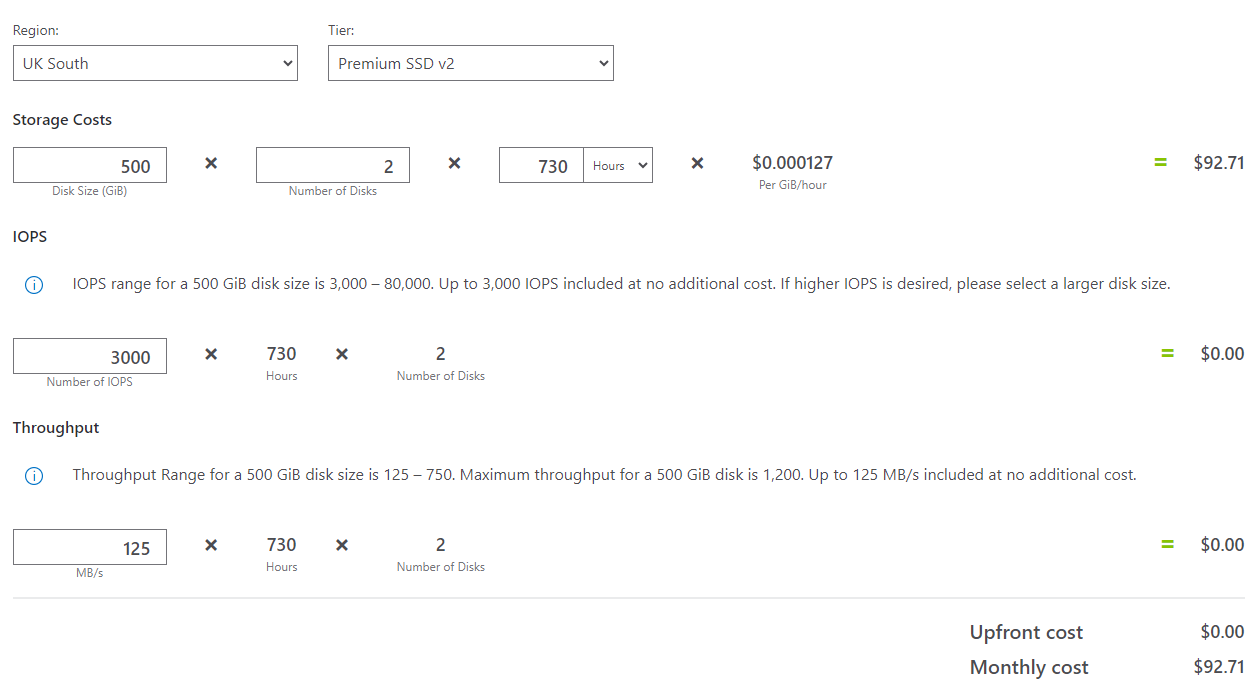 Region: Tier:
UK South Premium SSD v2
Storage Costs
500 × 2 × 730 Hours × $0.000127 = $92.71
Disk Size (GiB) Number of Disks Per GiB/hour
IOPS
IOPS range for a 500 GiB disk size is 3,000 – 80,000. Up to 3,000 IOPS included at no additional cost. If higher IOPS is desired, please select a larger disk size.
3000 × 730 × 2 = $0.00
Number of IOPS Hours Number of Disks
Throughput
Throughput Range for a 500 GiB disk size is 125 – 750. Maximum throughput for a 500 GiB disk is 1,200. Up to 125 MB/s included at no additional cost.
125 × 730 × 2 = $0.00
MB/s Hours Number of Disks
Upfront cost $0.00
Monthly cost $92.71